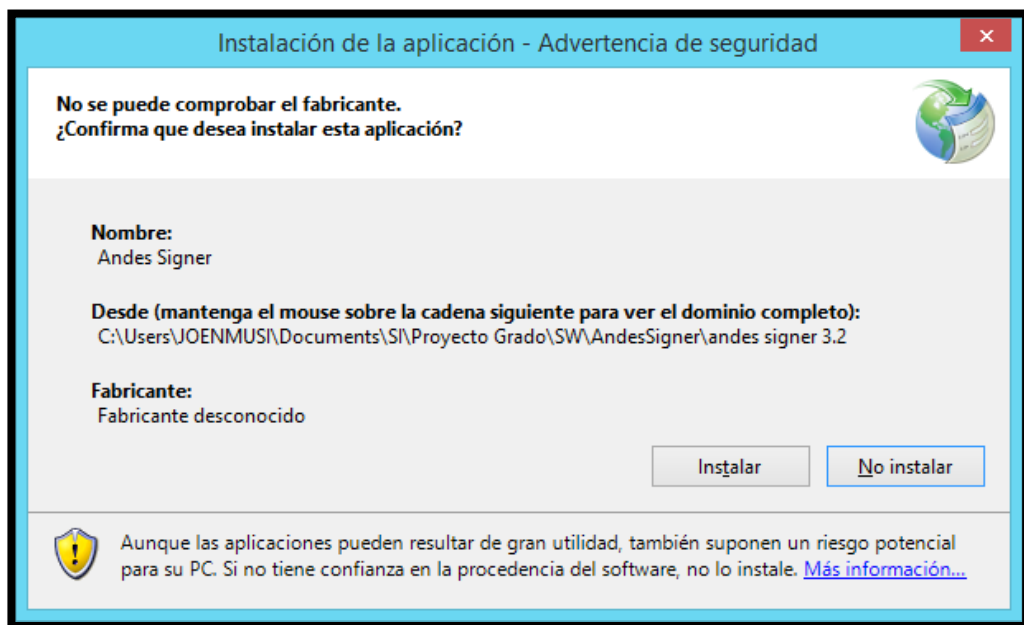 Instalación de la aplicación - Advertencia de seguridad
No se puede comprobar el fabricante.
¿Confirma que desea instalar esta aplicación?
Nombre:
Andes Signer
Desde (mantenga el mouse sobre la cadena siguiente para ver el dominio completo):
C:\Users\JOENMUSI\Documents\SI\Proyecto Grado\SW\AndesSigner\andes signer 3.2
Fabricante:
Fabricante desconocido
Instalar
No instalar
Aunque las aplicaciones pueden resultar de gran utilidad, también suponen un riesgo potencial
para su PC. Si no tiene confianza en la procedencia del software, no lo instale. Más información...